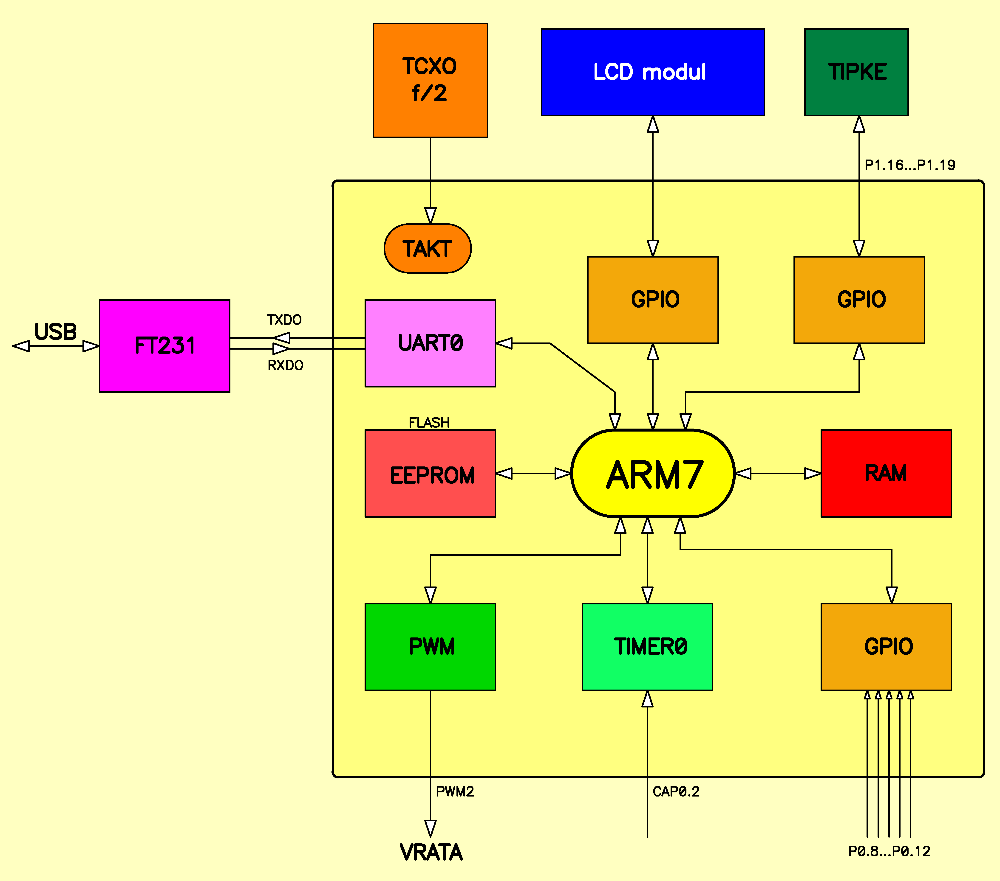 TCXO
f/2
LCD modul
TIPKE
P1.16...P1.19
TAKT
GPIO
GPIO
USB
FT231
TXDO
RXDO
UART0
FLASH
EEPROM
ARM7
RAM
PWM
TIMER0
GPIO
PWM2
CAP0.2
VRATA
P0.8...P0.12